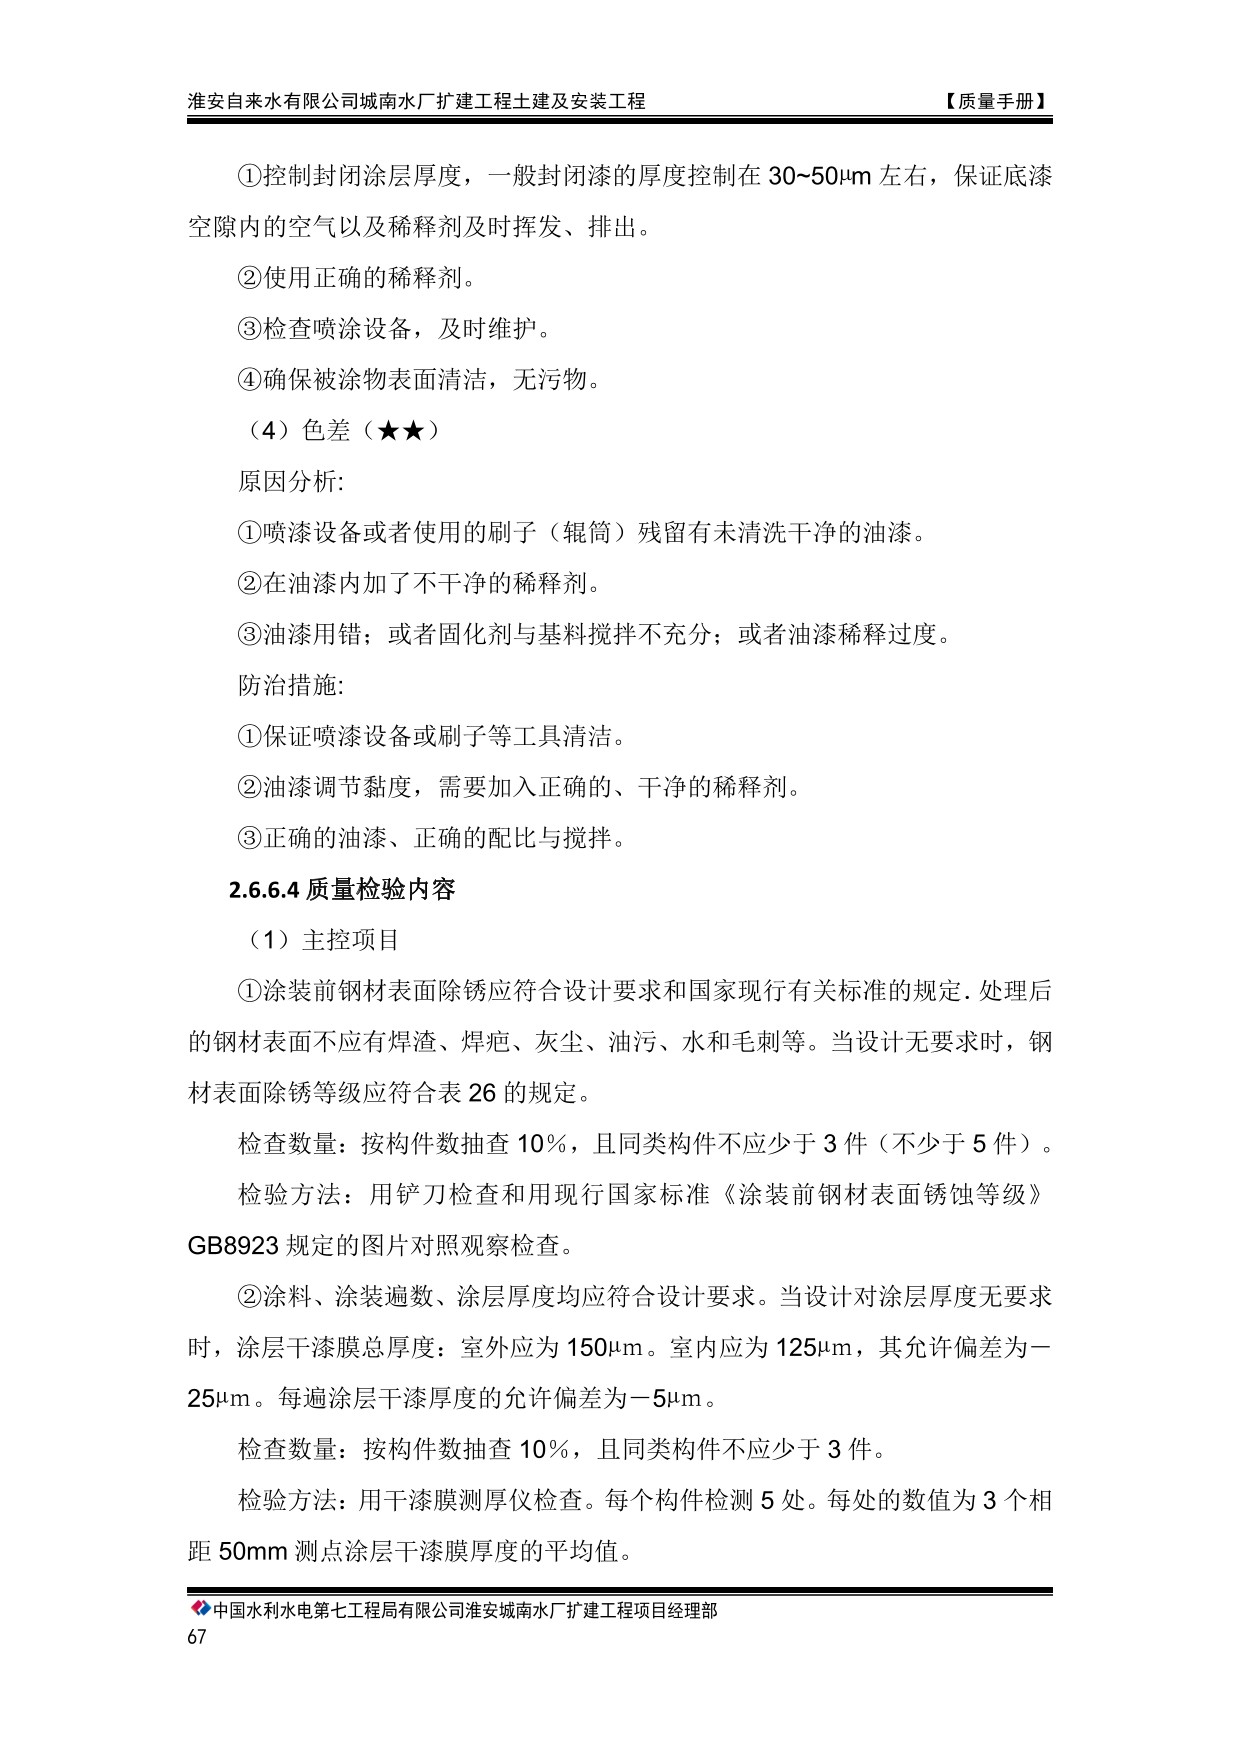 淮安自来水有限公司城南水厂扩建工程土建及安装工程 【质量手册】
①控制封闭涂层厚度，一般封闭漆的厚度控制在 30~50μm 左右，保证底漆
空隙内的空气以及稀释剂及时挥发、排出。
②使用正确的稀释剂。
③检查喷涂设备，及时维护。
④确保被涂物表面清洁，无污物。
（4）色差（★★）
原因分析:
①喷漆设备或者使用的刷子（辊筒）残留有未清洗干净的油漆。
②在油漆内加了不干净的稀释剂。
③油漆用错；或者固化剂与基料搅拌不充分；或者油漆稀释过度。
防治措施:
①保证喷漆设备或刷子等工具清洁。
②油漆调节黏度，需要加入正确的、干净的稀释剂。
③正确的油漆、正确的配比与搅拌。
2.6.6.4 质量检验内容
（1）主控项目
①涂装前钢材表面除锈应符合设计要求和国家现行有关标准的规定．处理后
的钢材表面不应有焊渣、焊疤、灰尘、油污、水和毛刺等。当设计无要求时，钢
材表面除锈等级应符合表 26 的规定。
检查数量：按构件数抽查 10％，且同类构件不应少于 3 件（不少于 5 件）。
检验方法：用铲刀检查和用现行国家标准《涂装前钢材表面锈蚀等级》
GB8923 规定的图片对照观察检查。
②涂料、涂装遍数、涂层厚度均应符合设计要求。当设计对涂层厚度无要求
时，涂层干漆膜总厚度：室外应为 150μm。室内应为 125μm，其允许偏差为－
25μm。每遍涂层干漆厚度的允许偏差为－5μm。
检查数量：按构件数抽查 10％，且同类构件不应少于 3 件。
检验方法：用干漆膜测厚仪检查。每个构件检测 5 处。每处的数值为 3 个相
距 50mm 测点涂层干漆膜厚度的平均值。
中国水利水电第七工程局有限公司淮安城南水厂扩建工程项目经理部
67